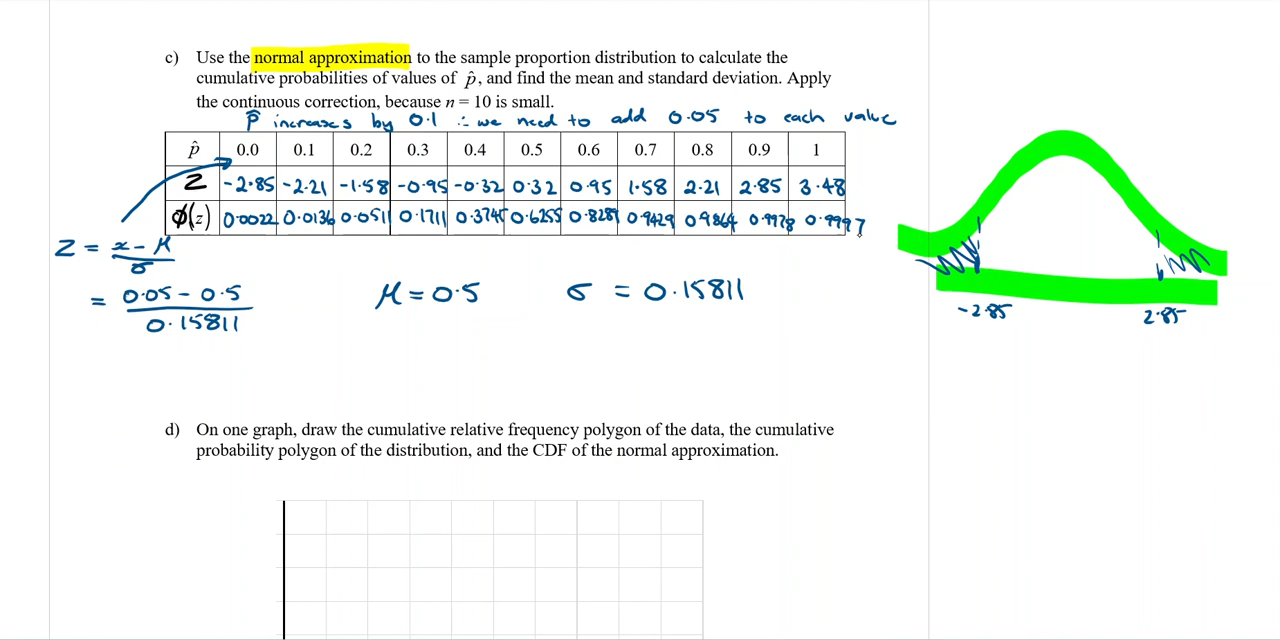 c) Use the normal approximation to the sample proportion distribution to calculate the
cumulative probabilities of values of p̂, and find the mean and standard deviation. Apply
the continuous correction, because n = 10 is small.
p̂ increases by 0.1 ∴ we need to add 0.05 to each value
p̂ 0.0 0.1 0.2 0.3 0.4 0.5 0.6 0.7 0.8 0.9 1
Z -2.85 -2.21 -1.58 -0.95 -0.32 0.32 0.95 1.58 2.21 2.85 3.48
Φ(z) 0.0022 0.0136 0.0511 0.1711 0.3745 0.6255 0.8289 0.9429 0.9864 0.9978 0.9997
Z = x - μ / σ
= 0.05 - 0.5 / 0.15811
μ = 0.5 σ = 0.15811
-2.85 2.85
d) On one graph, draw the cumulative relative frequency polygon of the data, the cumulative
probability polygon of the distribution, and the CDF of the normal approximation.